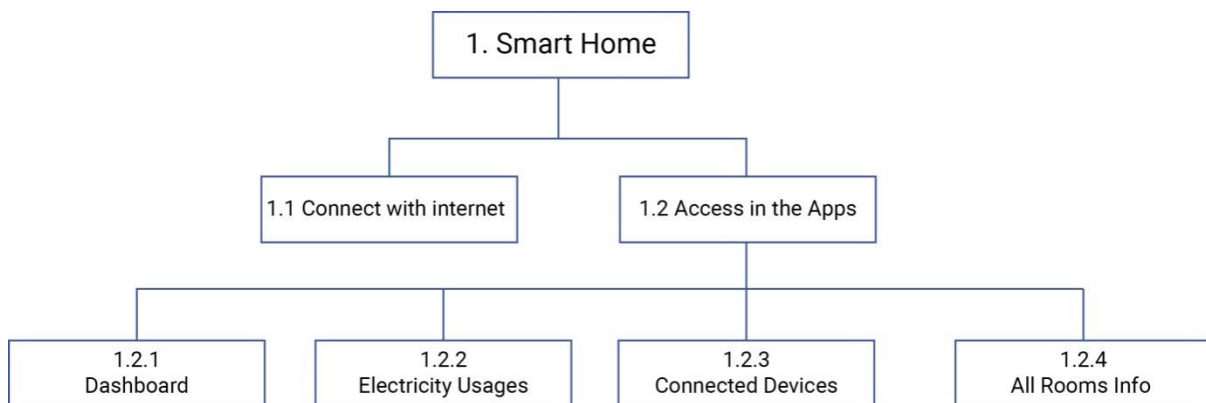 1. Smart Home
1.1 Connect with internet
1.2 Access in the Apps
1.2.1
Dashboard
1.2.2
Electricity Usages
1.2.3
Connected Devices
1.2.4
All Rooms Info